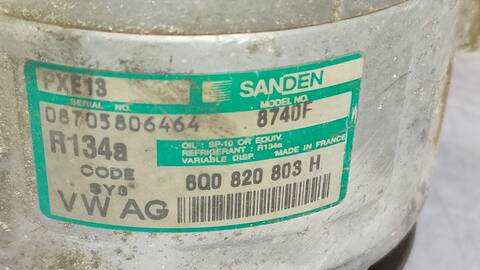 PXE13 SANDEN
SERIAL NO. MODEL NO.
08705806464 8740F
R134a OIL : SP-10 OR EQUIV.
REFRIGERANT : R134a
VARIABLE DISP. MADE IN FRANCE
CODE
SYS 8Q0 820 803 H
VW AG